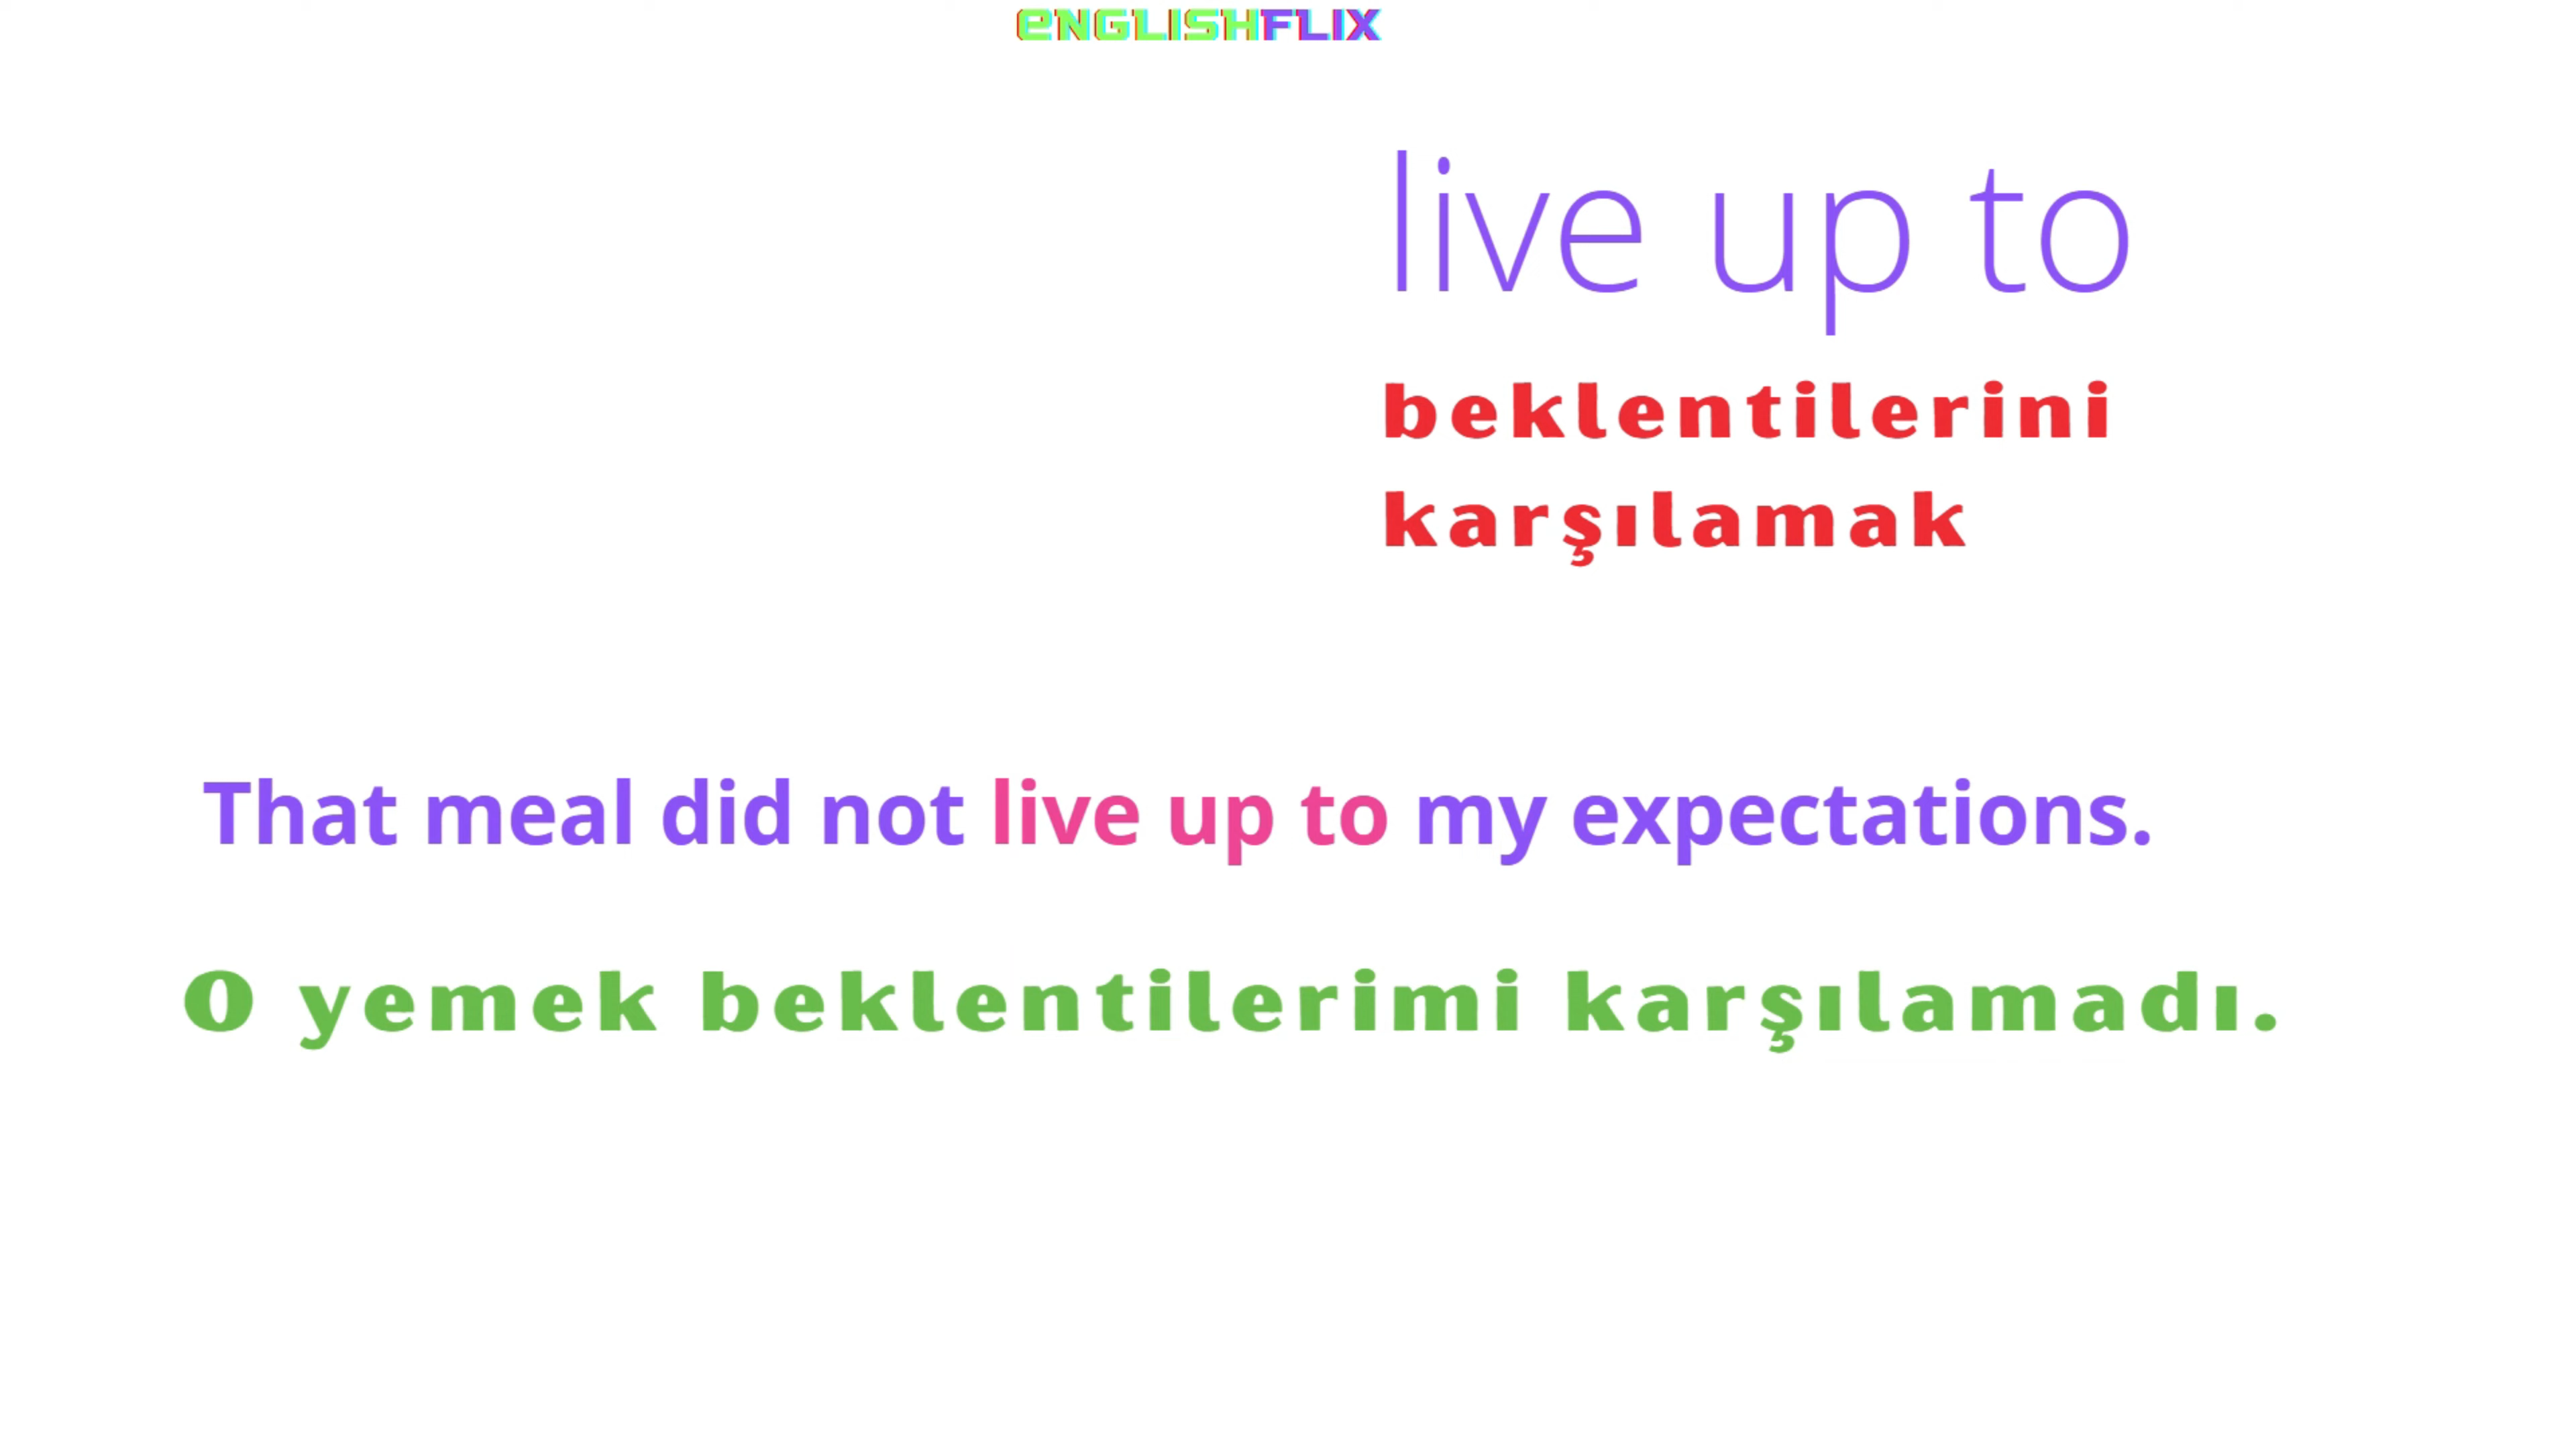 eNGLISHFLIX
live up to
beklentilerini
karşılamak
That meal did not live up to my expectations.
O yemek beklentilerimi karşılamadı.